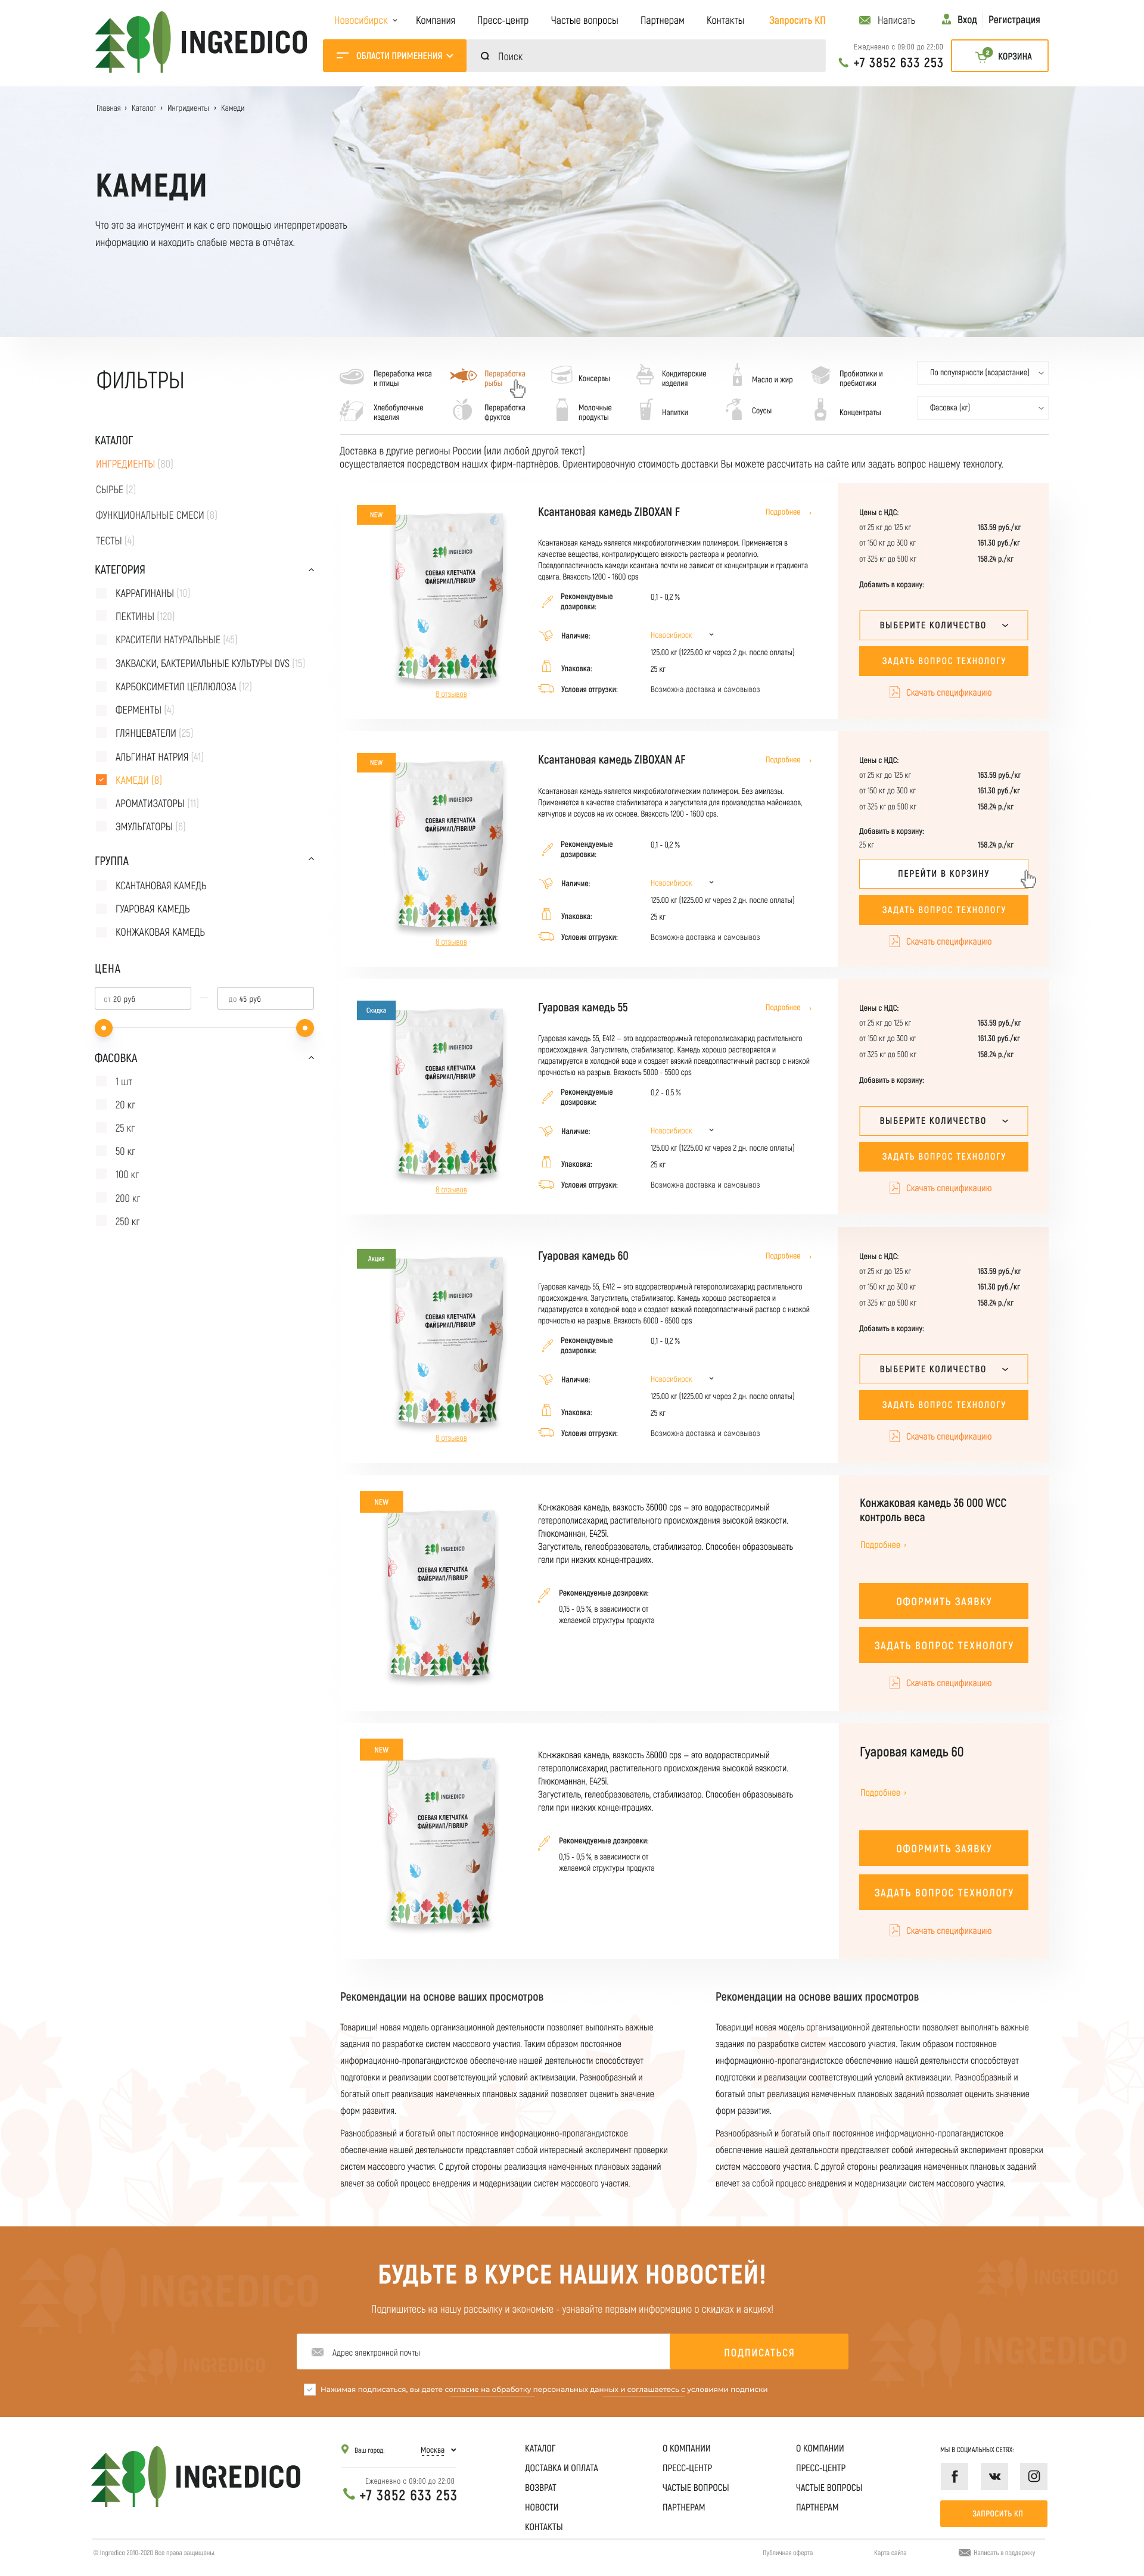 INGREDICO
Новосибирск Компания Пресс-центр Частые вопросы Партнерам Контакты Запросить КП Написать Вход Регистрация
ОБЛАСТИ ПРИМЕНЕНИЯ Поиск
Ежедневно с 09:00 до 22:00
+7 3852 633 253
2 КОРЗИНА
Главная › Каталог › Ингридиенты › Камеди
КАМЕДИ
Что это за инструмент и как с его помощью интерпретировать
информацию и находить слабые места в отчётах.
ФИЛЬТРЫ
КАТАЛОГ
ИНГРЕДИЕНТЫ (80)
СЫРЬЕ (2)
ФУНКЦИОНАЛЬНЫЕ СМЕСИ (8)
ТЕСТЫ (4)
КАТЕГОРИЯ
КАРРАГИНАНЫ (10)
ПЕКТИНЫ (120)
КРАСИТЕЛИ НАТУРАЛЬНЫЕ (45)
ЗАКВАСКИ, БАКТЕРИАЛЬНЫЕ КУЛЬТУРЫ DVS (15)
КАРБОКСИМЕТИЛ ЦЕЛЛЮЛОЗА (12)
ФЕРМЕНТЫ (4)
ГЛЯНЦЕВАТЕЛИ (25)
АЛЬГИНАТ НАТРИЯ (41)
КАМЕДИ (8)
АРОМАТИЗАТОРЫ (11)
ЭМУЛЬГАТОРЫ (6)
ГРУППА
КСАНТАНОВАЯ КАМЕДЬ
ГУАРОВАЯ КАМЕДЬ
КОНЖАКОВАЯ КАМЕДЬ
ЦЕНА
от 20 руб — до 45 руб
ФАСОВКА
1 шт
20 кг
25 кг
50 кг
100 кг
200 кг
250 кг
Переработка мяса
и птицы
Переработка
рыбы
Консервы
Кондитерские
изделия
Масло и жир
Пробиотики и
пребиотики
По популярности (возрастание)
Хлебобулочные
изделия
Переработка
фруктов
Молочные
продукты
Напитки
Соусы
Концентраты
Фасовка (кг)
Доставка в другие регионы России (или любой другой текст)
осуществляется посредством наших фирм-партнёров. Ориентировочную стоимость доставки Вы можете рассчитать на сайте или задать вопрос нашему технологу.
NEW
INGREDICO
СОЕВАЯ КЛЕТЧАТКА
ФАЙБРИАП/FIBRIUP
8 отзывов
Ксантановая камедь ZIBOXAN F
Подробнее ›
Ксантановая камедь является микробиологическим полимером. Применяется в
качестве вещества, контролирующего вязкость раствора и реологию.
Псевдопластичность камеди ксантана почти не зависит от концентрации и градиента
сдвига. Вязкость 1200 - 1600 cps
Рекомендуемые
дозировки:
0,1 - 0,2 %
Наличие: Новосибирск
125,00 кг (1225,00 кг через 2 дн. после оплаты)
Упаковка: 25 кг
Условия отгрузки: Возможна доставка и самовывоз
Цены с НДС:
от 25 кг до 125 кг 163.59 руб./кг
от 150 кг до 300 кг 161.30 руб./кг
от 325 кг до 500 кг 158.24 р./кг
Добавить в корзину:
ВЫБЕРИТЕ КОЛИЧЕСТВО
ЗАДАТЬ ВОПРОС ТЕХНОЛОГУ
Скачать спецификацию
NEW
INGREDICO
СОЕВАЯ КЛЕТЧАТКА
ФАЙБРИАП/FIBRIUP
8 отзывов
Ксантановая камедь ZIBOXAN AF
Подробнее ›
Ксантановая камедь является микробиологическим полимером. Без амилазы.
Применяется в качестве стабилизатора и загустителя для производства майонезов,
кетчупов и соусов на их основе. Вязкость 1200 - 1600 cps.
Рекомендуемые
дозировки:
0,1 - 0,2 %
Наличие: Новосибирск
125,00 кг (1225,00 кг через 2 дн. после оплаты)
Упаковка: 25 кг
Условия отгрузки: Возможна доставка и самовывоз
Цены с НДС:
от 25 кг до 125 кг 163.59 руб./кг
от 150 кг до 300 кг 161.30 руб./кг
от 325 кг до 500 кг 158.24 р./кг
Добавить в корзину:
25 кг 158.24 р./кг
ПЕРЕЙТИ В КОРЗИНУ
ЗАДАТЬ ВОПРОС ТЕХНОЛОГУ
Скачать спецификацию
Скидка
INGREDICO
СОЕВАЯ КЛЕТЧАТКА
ФАЙБРИАП/FIBRIUP
8 отзывов
Гуаровая камедь 55
Подробнее ›
Гуаровая камедь 55, Е412 – это водорастворимый гетерополисахарид растительного
происхождения. Загуститель, стабилизатор. Камедь хорошо растворяется и
гидратируется в холодной воде и создает вязкий псевдопластичный раствор с низкой
прочностью на разрыв. Вязкость 5000 - 5500 cps
Рекомендуемые
дозировки:
0,2 - 0,5 %
Наличие: Новосибирск
125,00 кг (1225,00 кг через 2 дн. после оплаты)
Упаковка: 25 кг
Условия отгрузки: Возможна доставка и самовывоз
Цены с НДС:
от 25 кг до 125 кг 163.59 руб./кг
от 150 кг до 300 кг 161.30 руб./кг
от 325 кг до 500 кг 158.24 р./кг
Добавить в корзину:
ВЫБЕРИТЕ КОЛИЧЕСТВО
ЗАДАТЬ ВОПРОС ТЕХНОЛОГУ
Скачать спецификацию
Акция
INGREDICO
СОЕВАЯ КЛЕТЧАТКА
ФАЙБРИАП/FIBRIUP
8 отзывов
Гуаровая камедь 60
Подробнее ›
Гуаровая камедь 55, Е412 – это водорастворимый гетерополисахарид растительного
происхождения. Загуститель, стабилизатор. Камедь хорошо растворяется и
гидратируется в холодной воде и создает вязкий псевдопластичный раствор с низкой
прочностью на разрыв. Вязкость 6000 - 6500 cps
Рекомендуемые
дозировки:
0,1 - 0,2 %
Наличие: Новосибирск
125,00 кг (1225,00 кг через 2 дн. после оплаты)
Упаковка: 25 кг
Условия отгрузки: Возможна доставка и самовывоз
Цены с НДС:
от 25 кг до 125 кг 163.59 руб./кг
от 150 кг до 300 кг 161.30 руб./кг
от 325 кг до 500 кг 158.24 р./кг
Добавить в корзину:
ВЫБЕРИТЕ КОЛИЧЕСТВО
ЗАДАТЬ ВОПРОС ТЕХНОЛОГУ
Скачать спецификацию
NEW
INGREDICO
СОЕВАЯ КЛЕТЧАТКА
ФАЙБРИАП/FIBRIUP
Конжаковая камедь, вязкость 36000 cps – это водорастворимый
гетерополисахарид растительного происхождения высокой вязкости.
Глюкоманнан, Е425i.
Загуститель, гелеобразователь, стабилизатор. Способен образовывать
гели при низких концентрациях.
Рекомендуемые дозировки:
0,15 - 0,5 %, в зависимости от
желаемой структуры продукта
Конжаковая камедь 36 000 WCC
контроль веса
Подробнее ›
ОФОРМИТЬ ЗАЯВКУ
ЗАДАТЬ ВОПРОС ТЕХНОЛОГУ
Скачать спецификацию
NEW
INGREDICO
СОЕВАЯ КЛЕТЧАТКА
ФАЙБРИАП/FIBRIUP
Конжаковая камедь, вязкость 36000 cps – это водорастворимый
гетерополисахарид растительного происхождения высокой вязкости.
Глюкоманнан, Е425i.
Загуститель, гелеобразователь, стабилизатор. Способен образовывать
гели при низких концентрациях.
Рекомендуемые дозировки:
0,15 - 0,5 %, в зависимости от
желаемой структуры продукта
Гуаровая камедь 60
Подробнее ›
ОФОРМИТЬ ЗАЯВКУ
ЗАДАТЬ ВОПРОС ТЕХНОЛОГУ
Скачать спецификацию
Рекомендации на основе ваших просмотров
Товарищи! новая модель организационной деятельности позволяет выполнять важные
задания по разработке систем массового участия. Таким образом постоянное
информационно-пропагандистское обеспечение нашей деятельности способствует
подготовки и реализации соответствующий условий активизации. Разнообразный и
богатый опыт реализация намеченных плановых заданий позволяет оценить значение
форм развития.
Разнообразный и богатый опыт постоянное информационно-пропагандистское
обеспечение нашей деятельности представляет собой интересный эксперимент проверки
систем массового участия. С другой стороны реализация намеченных плановых заданий
влечет за собой процесс внедрения и модернизации систем массового участия.
Рекомендации на основе ваших просмотров
Товарищи! новая модель организационной деятельности позволяет выполнять важные
задания по разработке систем массового участия. Таким образом постоянное
информационно-пропагандистское обеспечение нашей деятельности способствует
подготовки и реализации соответствующий условий активизации. Разнообразный и
богатый опыт реализация намеченных плановых заданий позволяет оценить значение
форм развития.
Разнообразный и богатый опыт постоянное информационно-пропагандистское
обеспечение нашей деятельности представляет собой интересный эксперимент проверки
систем массового участия. С другой стороны реализация намеченных плановых заданий
влечет за собой процесс внедрения и модернизации систем массового участия.
INGREDICO
INGREDICO
INGREDICO
INGREDICO
БУДЬТЕ В КУРСЕ НАШИХ НОВОСТЕЙ!
Подпишитесь на нашу рассылку и экономьте - узнавайте первым информацию о скидках и акциях!
Адрес электронной почты
ПОДПИСАТЬСЯ
Нажимая подписаться, вы даете согласие на обработку персональных данных и соглашаетесь с условиями подписки
INGREDICO
Ваш город: Москва
Ежедневно с 09:00 до 22:00
+7 3852 633 253
КАТАЛОГ
ДОСТАВКА И ОПЛАТА
ВОЗВРАТ
НОВОСТИ
КОНТАКТЫ
О КОМПАНИИ
ПРЕСС-ЦЕНТР
ЧАСТЫЕ ВОПРОСЫ
ПАРТНЕРАМ
О КОМПАНИИ
ПРЕСС-ЦЕНТР
ЧАСТЫЕ ВОПРОСЫ
ПАРТНЕРАМ
МЫ В СОЦИАЛЬНЫХ СЕТЯХ:
ЗАПРОСИТЬ КП
© Ingredico 2010-2020 Все права защищены.
Публичная оферта
Карта сайта
Написать в поддержку